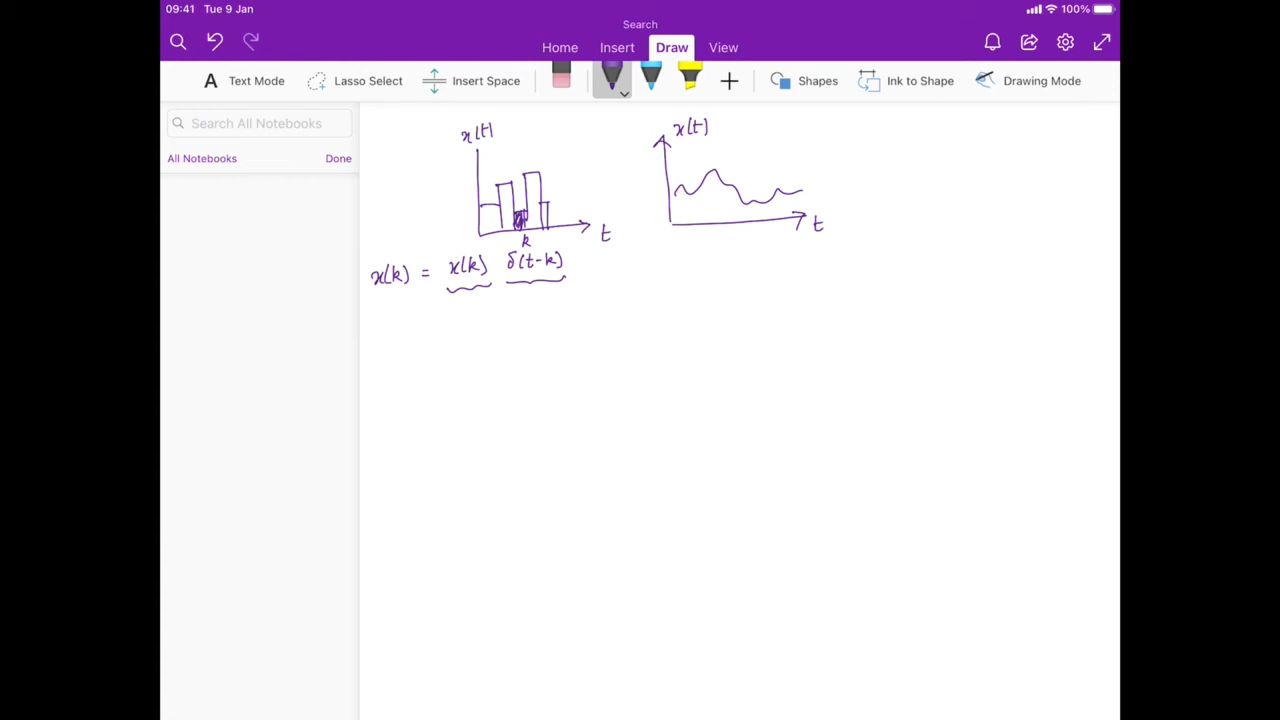 09:41 Tue 9 Jan
100%
Search
Home Insert Draw View
Text Mode Lasso Select Insert Space Shapes Ink to Shape Drawing Mode
Search All Notebooks
All Notebooks Done
x(t)
t
k
x(t)
t
x(k) = x(k) δ(t-k)